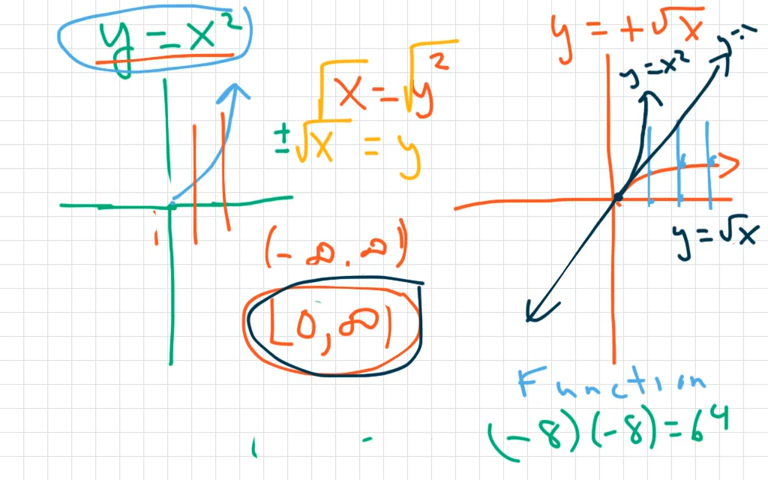 y = x²
√x = √y²
±√x = y
(-∞, ∞)
[0, ∞)
y = +√x
y = x²
y = √x
Function
(-8)(-8) = 64